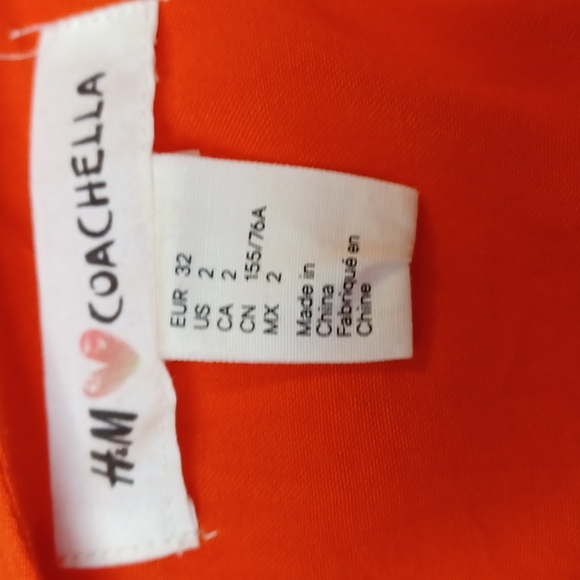 H&M COACHELLA
EUR 32
US 2
CA 2
CN 155/76A
MX 2
Made in
China
Fabriqué en
Chine